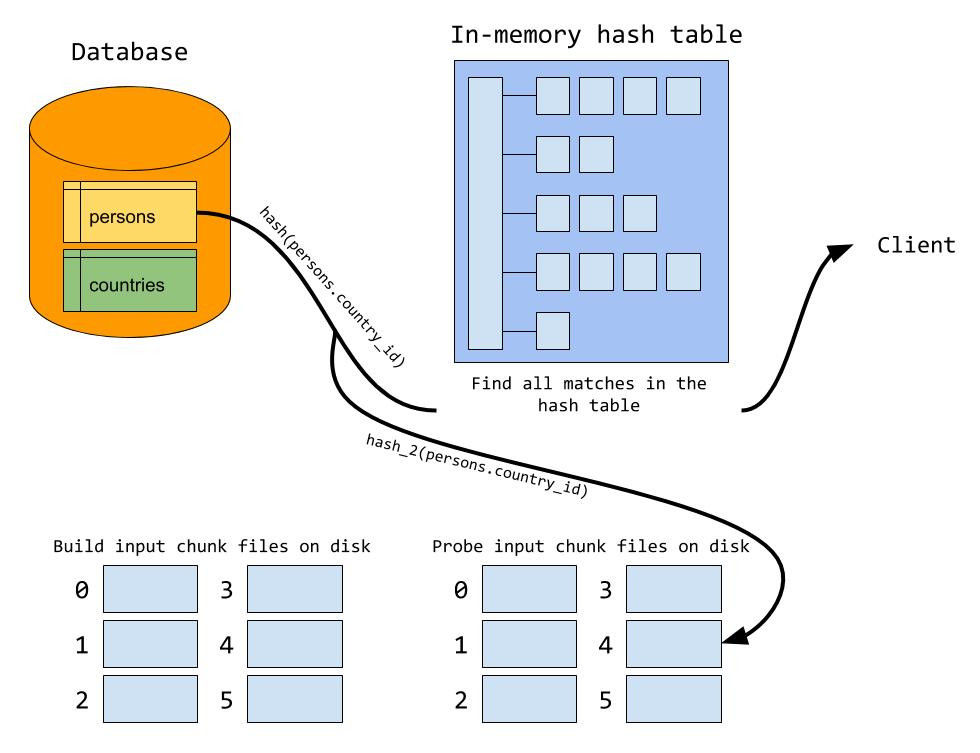 Database
In-memory hash table
persons
countries
hash(persons.country_id)
Client
Find all matches in the
hash table
hash_2(persons.country_id)
Build input chunk files on disk
0
3
1
4
2
5
Probe input chunk files on disk
0
3
1
4
2
5